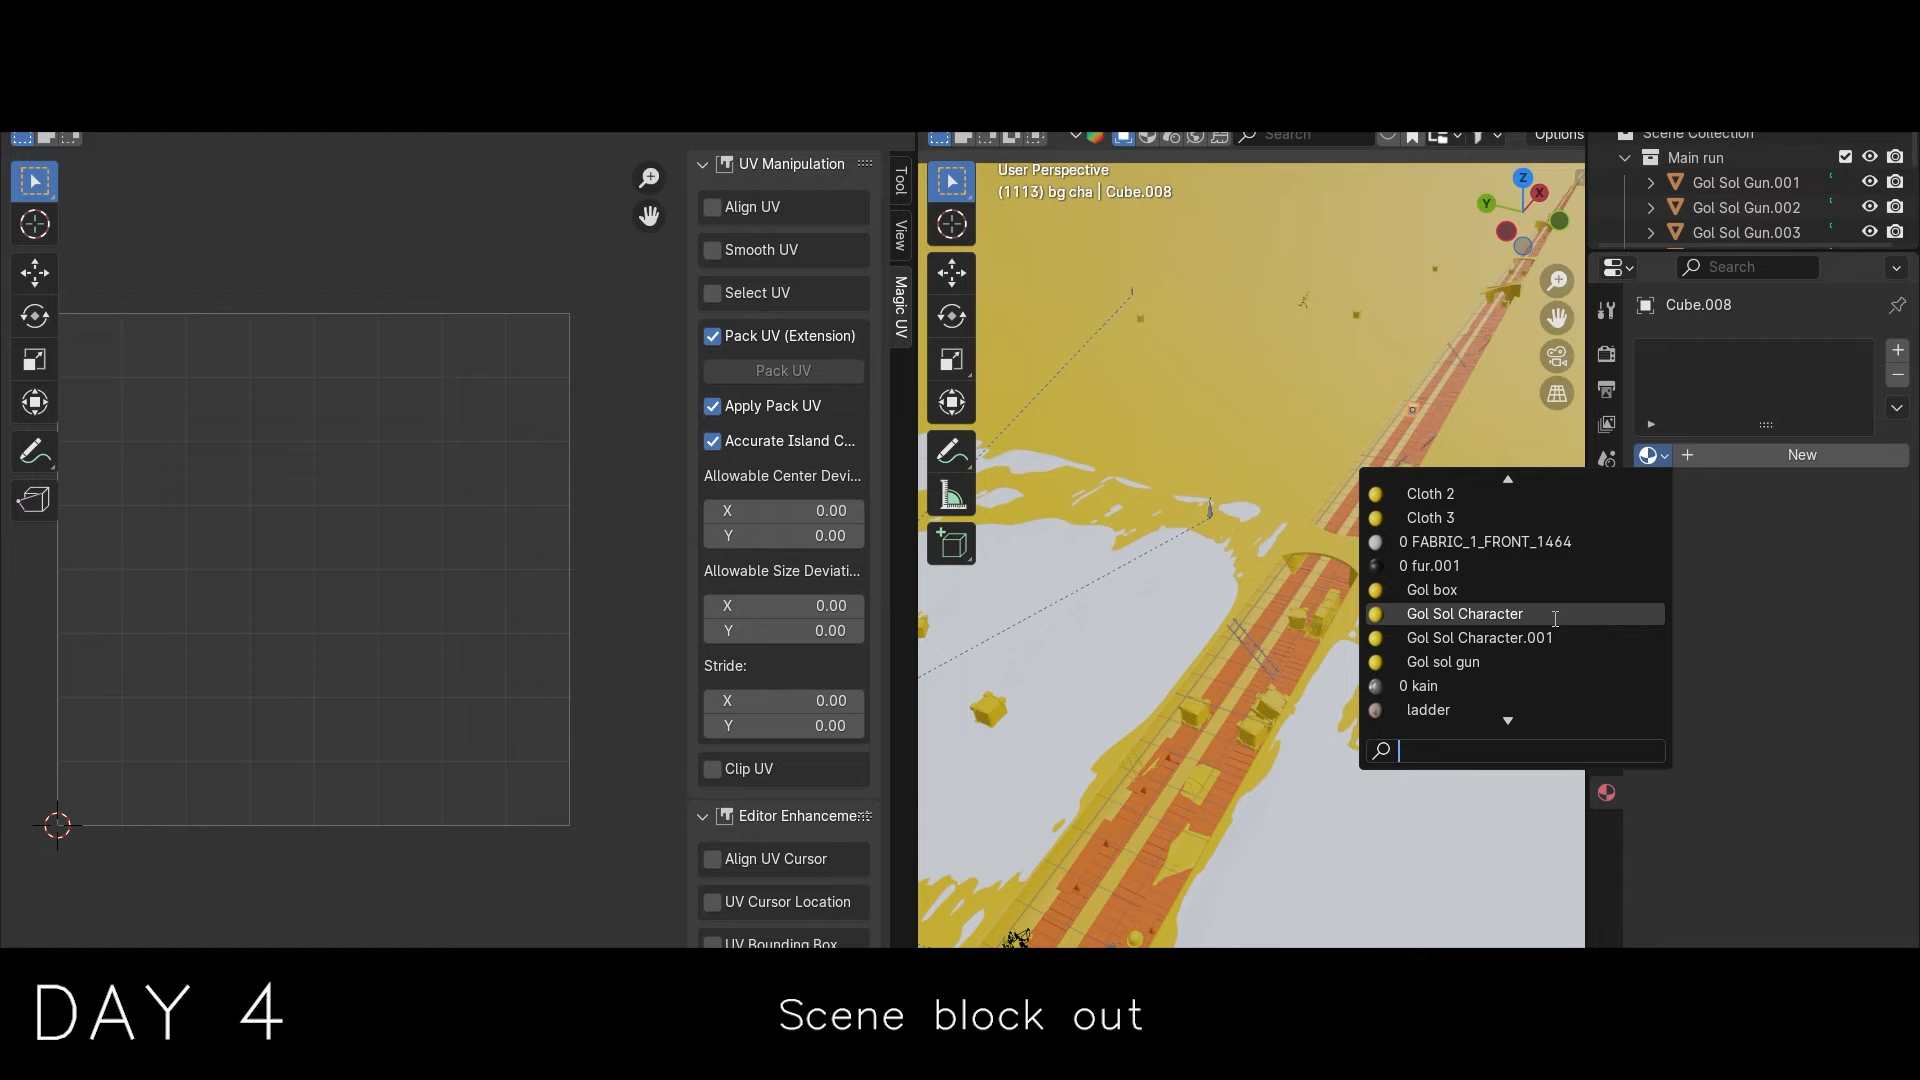 UV Manipulation
Align UV
Smooth UV
Select UV
Pack UV (Extension)
Pack UV
Apply Pack UV
Accurate Island C...
Allowable Center Devi...
X 0.00
Y 0.00
Allowable Size Deviati...
X 0.00
Y 0.00
Stride:
X 0.00
Y 0.00
Clip UV
Editor Enhancement
Align UV Cursor
UV Cursor Location
UV Bounding Box
Tool
View
Magic UV
Search
Options
User Perspective
(1113) bg cha | Cube.008
Z
X
Y
Scene Collection
Main run
Gol Sol Gun.001
Gol Sol Gun.002
Gol Sol Gun.003
Search
Cube.008
New
Cloth 2
Cloth 3
0 FABRIC_1_FRONT_1464
0 fur.001
Gol box
Gol Sol Character
Gol Sol Character.001
Gol sol gun
0 kain
ladder
DAY 4
Scene block out